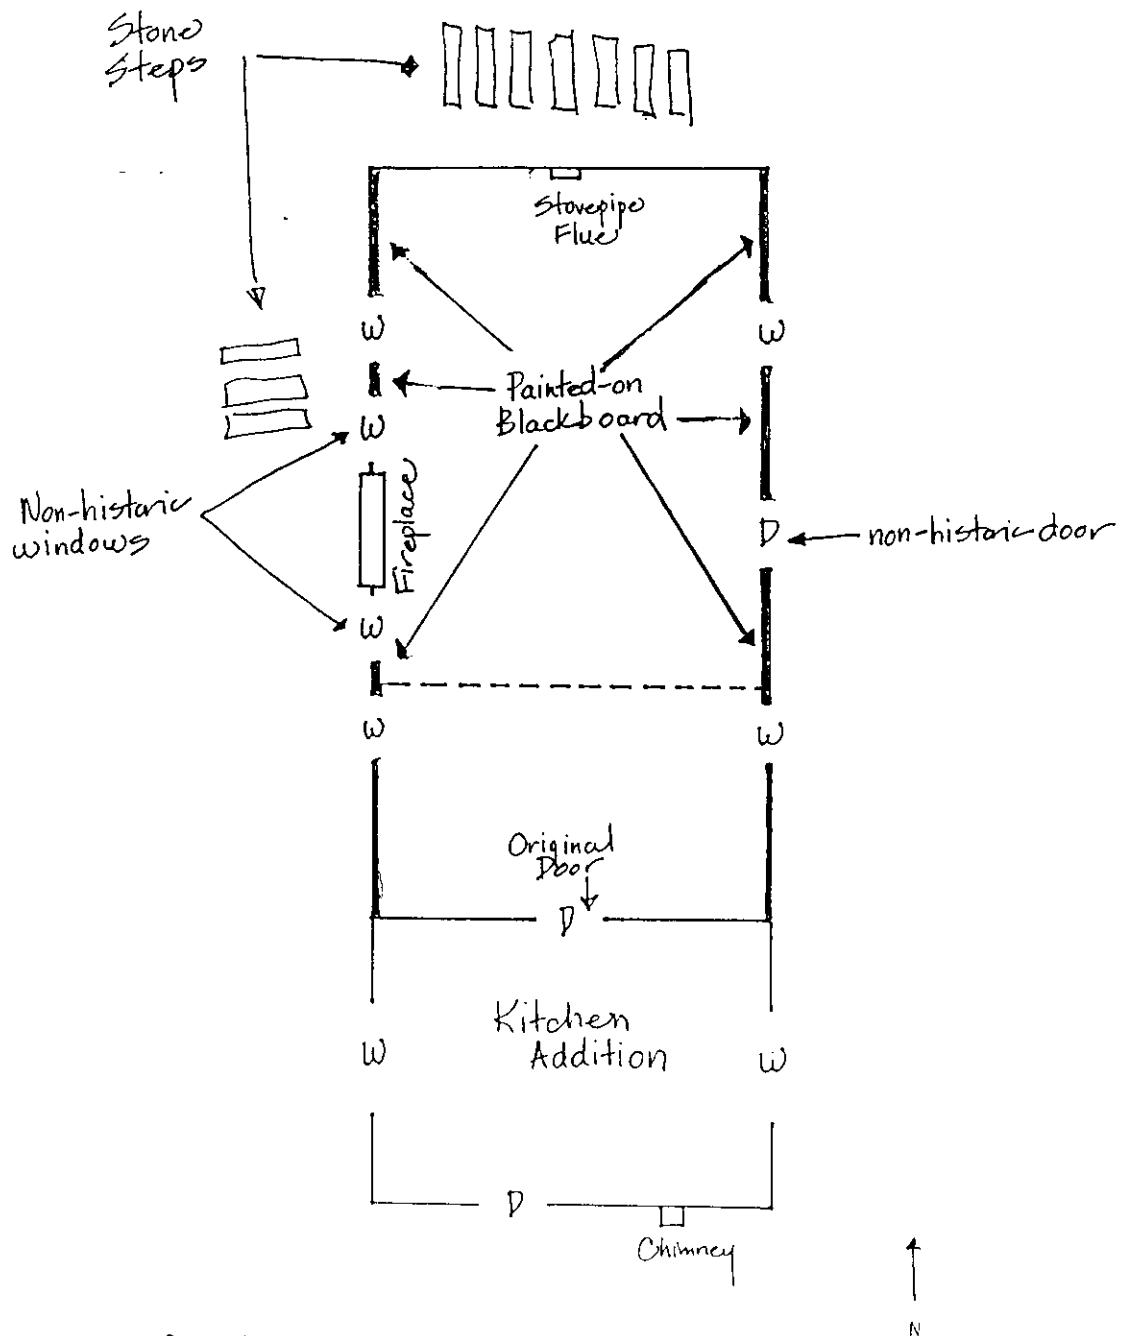 Stone
Steps
Stovepipe
Flue
W
W
Painted-on
Blackboard
W
Fireplace
Non-historic
windows
D
non-historic door
W
W
W
Original
Door
D
Kitchen
Addition
W
W
D
Chimney
N